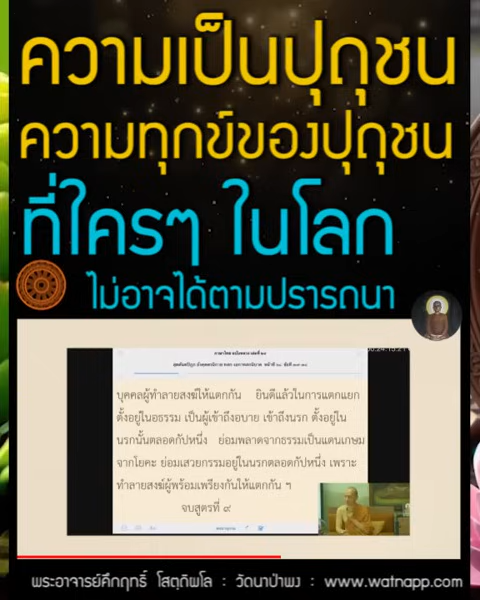 ความเป็นปุถุชน
ความทุกข์ของปุถุชน
ที่ใครๆ ในโลก
ไม่อาจได้ตามปรารถนา
บุคคลผู้ทำลายสงฆ์ให้แตกกัน ยินดีแล้วในการแตกแยก
ตั้งอยู่ในอธรรม เป็นผู้เข้าถึงอบาย เข้าถึงนรก ตั้งอยู่ใน
นรกนั้นตลอดกัปหนึ่ง ย่อมพลาดจากธรรมเป็นแดนเกษม
จากโยคะ ย่อมเสวยกรรมอยู่ในนรกตลอดกัปหนึ่ง เพราะ
ทำลายสงฆ์ผู้พร้อมเพรียงกันให้แตกกัน ฯ
จบสูตรที่ ๙
พระอาจารย์คึกฤทธิ์ โสตฺถิผโล : วัดนาป่าพง : www.watnapp.com